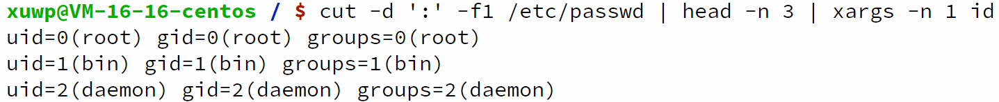 xuwp@VM-16-16-centos / $ cut -d ':' -f1 /etc/passwd | head -n 3 | xargs -n 1 id
uid=0(root) gid=0(root) groups=0(root)
uid=1(bin) gid=1(bin) groups=1(bin)
uid=2(daemon) gid=2(daemon) groups=2(daemon)